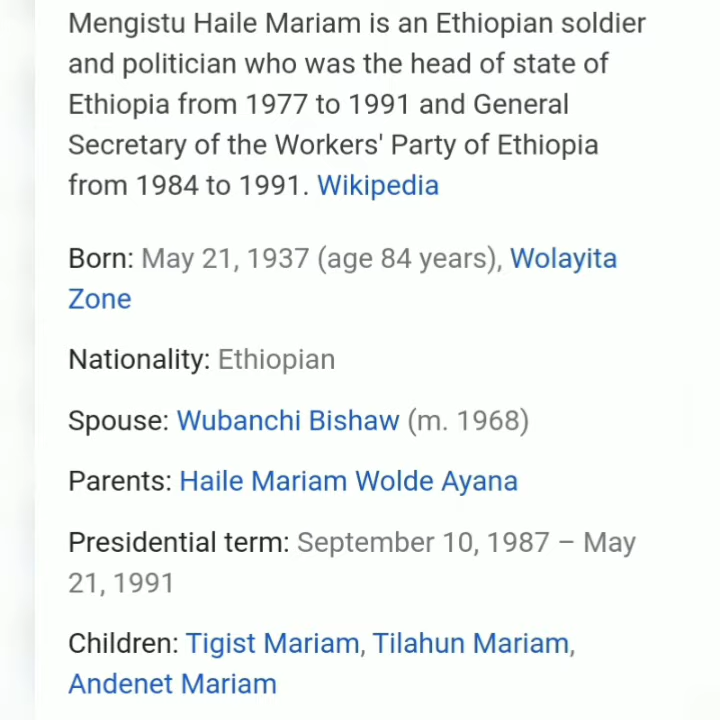 Mengistu Haile Mariam is an Ethiopian soldier
and politician who was the head of state of
Ethiopia from 1977 to 1991 and General
Secretary of the Workers' Party of Ethiopia
from 1984 to 1991. Wikipedia
Born: May 21, 1937 (age 84 years), Wolayita
Zone
Nationality: Ethiopian
Spouse: Wubanchi Bishaw (m. 1968)
Parents: Haile Mariam Wolde Ayana
Presidential term: September 10, 1987 – May
21, 1991
Children: Tigist Mariam, Tilahun Mariam,
Andenet Mariam